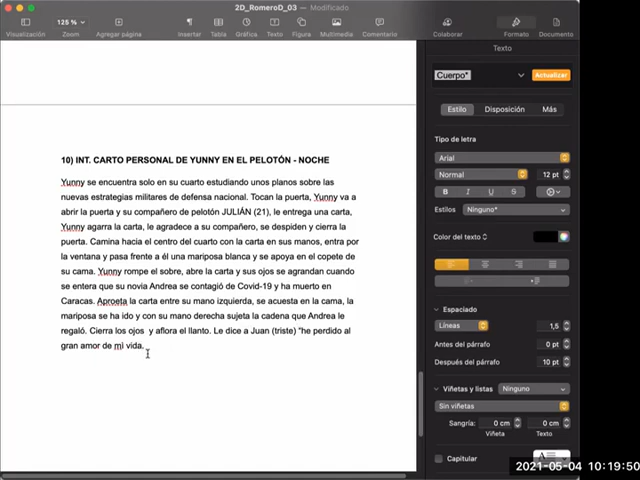 2D_RomeroD_03 — Modificado
125 %
Visualización Zoom Agregar página Insertar Tabla Gráfica Texto Figura Multimedia Comentario Colaborar Formato Documento
Texto
Cuerpo* Actualizar
Estilo Disposición Más
Tipo de letra
Arial
Normal 12 pt
B I U S
Estilos Ninguno*
Color del texto
Espaciado
Líneas 1,5
Antes del párrafo 0 pt
Después del párrafo 10 pt
Viñetas y listas Ninguno
Sin viñetas
Sangría: 0 cm 0 cm
Viñeta Texto
Capitular
10) INT. CARTO PERSONAL DE YUNNY EN EL PELOTÓN - NOCHE
Yunny se encuentra solo en su cuarto estudiando unos planos sobre las
nuevas estrategias militares de defensa nacional. Tocan la puerta, Yunny va a
abrir la puerta y su compañero de pelotón JULIÁN (21), le entrega una carta,
Yunny agarra la carta, le agradece a su compañero, se despiden y cierra la
puerta. Camina hacia el centro del cuarto con la carta en sus manos, entra por
la ventana y pasa frente a él una mariposa blanca y se apoya en el copete de
su cama. Yunny rompe el sobre, abre la carta y sus ojos se agrandan cuando
se entera que su novia Andrea se contagió de Covid-19 y ha muerto en
Caracas. Aproeta la carta entre su mano izquierda, se acuesta en la cama, la
mariposa se ha ido y con su mano derecha sujeta la cadena que Andrea le
regaló. Cierra los ojos y aflora el llanto. Le dice a Juan (triste) "he perdido al
gran amor de mi vida.
2021-05-04 10:19:50